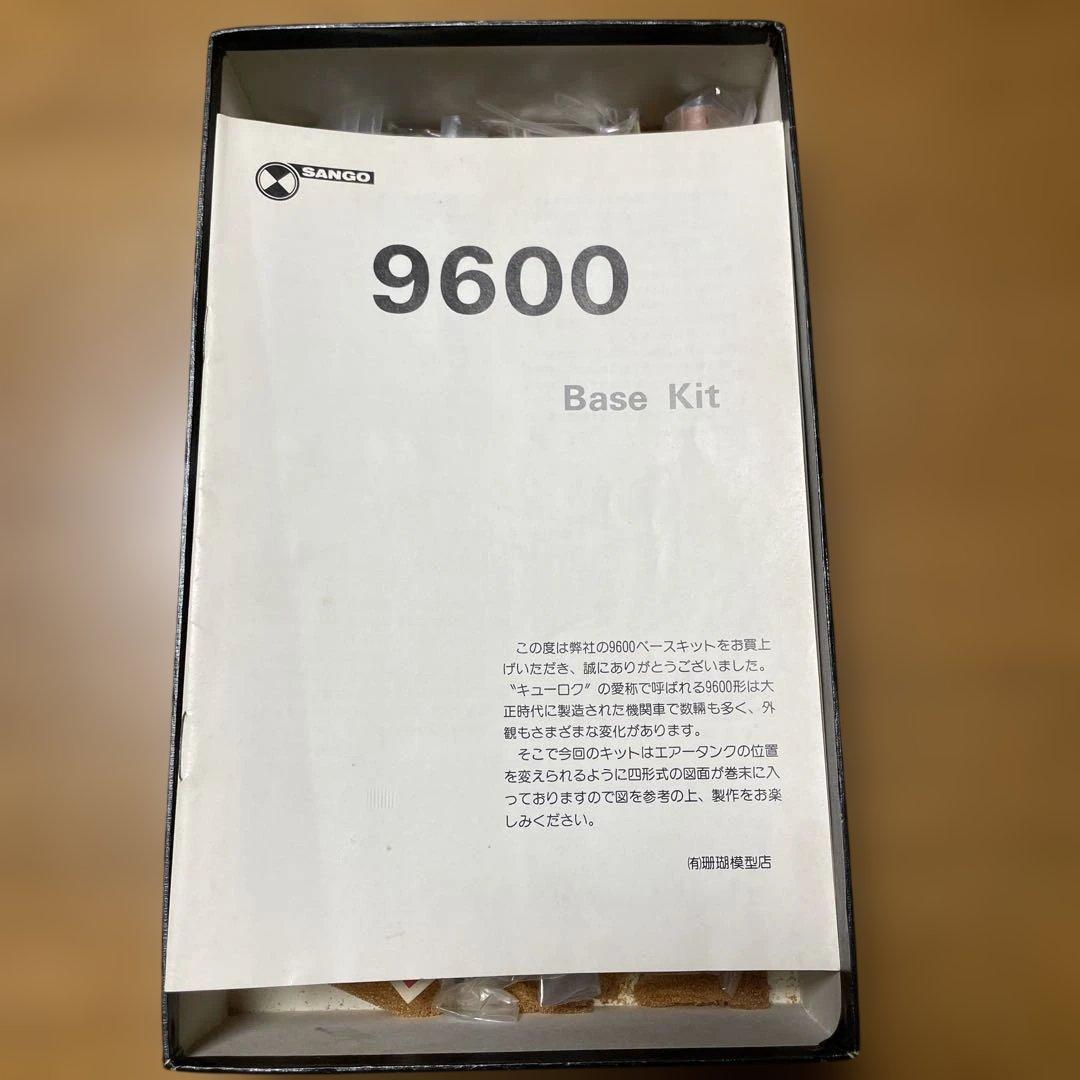 SANGO
9600
Base Kit
この度は弊社の9600ベースキットをお買上
げいただき、誠にありがとうございました。
〝キューロク〞の愛称で呼ばれる9600形は大
正時代に製造された機関車で数輛も多く、外
観もさまざまな変化があります。
そこで今回のキットはエアータンクの位置
を変えられるように四形式の図面が巻末に入
っておりますので図を参考の上、製作をお楽
しみください。
㈲珊瑚模型店